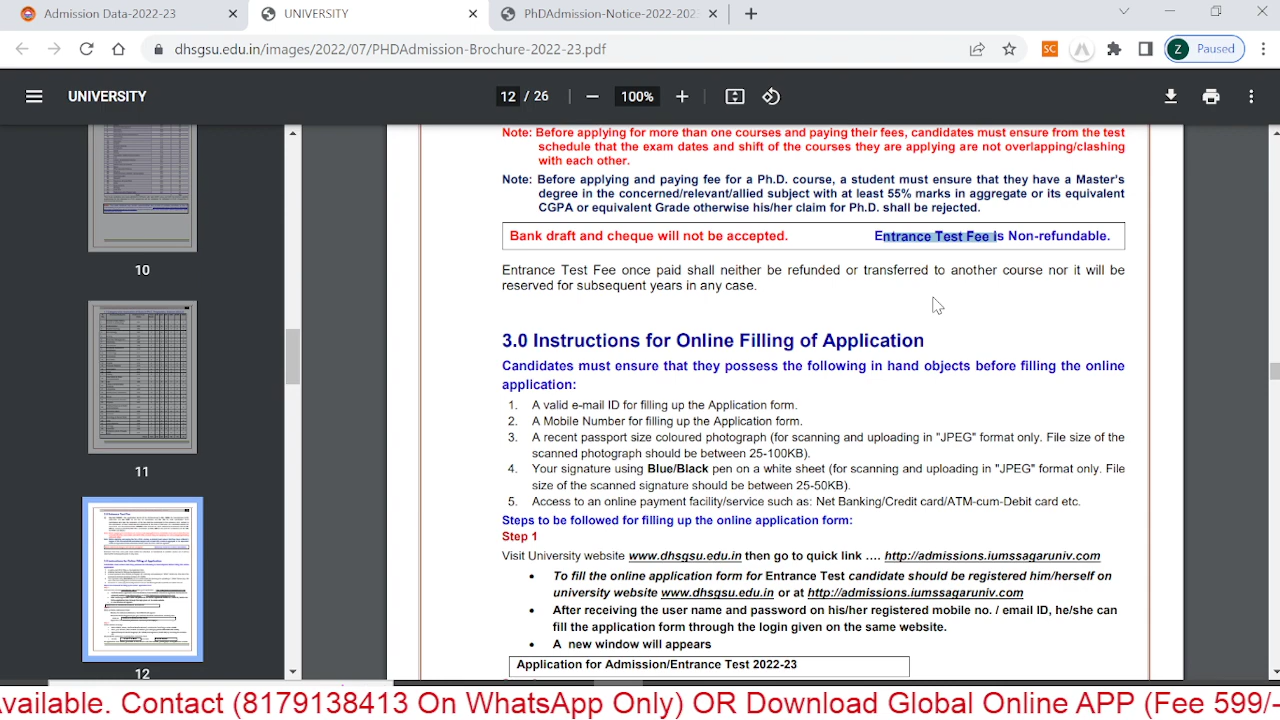 Admission Data-2022-23
UNIVERSITY
PhDAdmission-Notice-2022-202
dhsgsu.edu.in/images/2022/07/PHDAdmission-Brochure-2022-23.pdf
SC
Z Paused
UNIVERSITY
12 / 26
100%
Note: Before applying for more than one courses and paying their fees, candidates must ensure from the test
schedule that the exam dates and shift of the courses they are applying are not overlapping/clashing
with each other.
Note: Before applying and paying fee for a Ph.D. course, a student must ensure that they have a Master's
degree in the concerned/relevant/allied subject with at least 55% marks in aggregate or its equivalent
CGPA or equivalent Grade otherwise his/her claim for Ph.D. shall be rejected.
Bank draft and cheque will not be accepted. Entrance Test Fee is Non-refundable.
Entrance Test Fee once paid shall neither be refunded or transferred to another course nor it will be
reserved for subsequent years in any case.
10
11
12
3.0 Instructions for Online Filling of Application
Candidates must ensure that they possess the following in hand objects before filling the online
application:
1. A valid e-mail ID for filling up the Application form.
2. A Mobile Number for filling up the Application form.
3. A recent passport size coloured photograph (for scanning and uploading in "JPEG" format only. File size of the
scanned photograph should be between 25-100KB).
4. Your signature using Blue/Black pen on a white sheet (for scanning and uploading in "JPEG" format only. File
size of the scanned signature should be between 25-50KB).
5. Access to an online payment facility/service such as: Net Banking/Credit card/ATM-cum-Debit card etc.
Steps to be followed for filling up the online application form:
Step 1
Visit University website www.dhsgsu.edu.in then go to quick link …. http://admissions.iumssagaruniv.com
• To fill the online application form for Entrance Test candidate should be registered him/herself on
university website www.dhsgsu.edu.in or at http://admissions.iumssagaruniv.com
• After receiving the user name and password on his/her registered mobile no. / email ID, he/she can
fill the application form through the login given on the same website.
• A new window will appears
Application for Admission/Entrance Test 2022-23
vailable. Contact (8179138413 On WhatsApp Only) OR Download Global Online APP (Fee 599/-